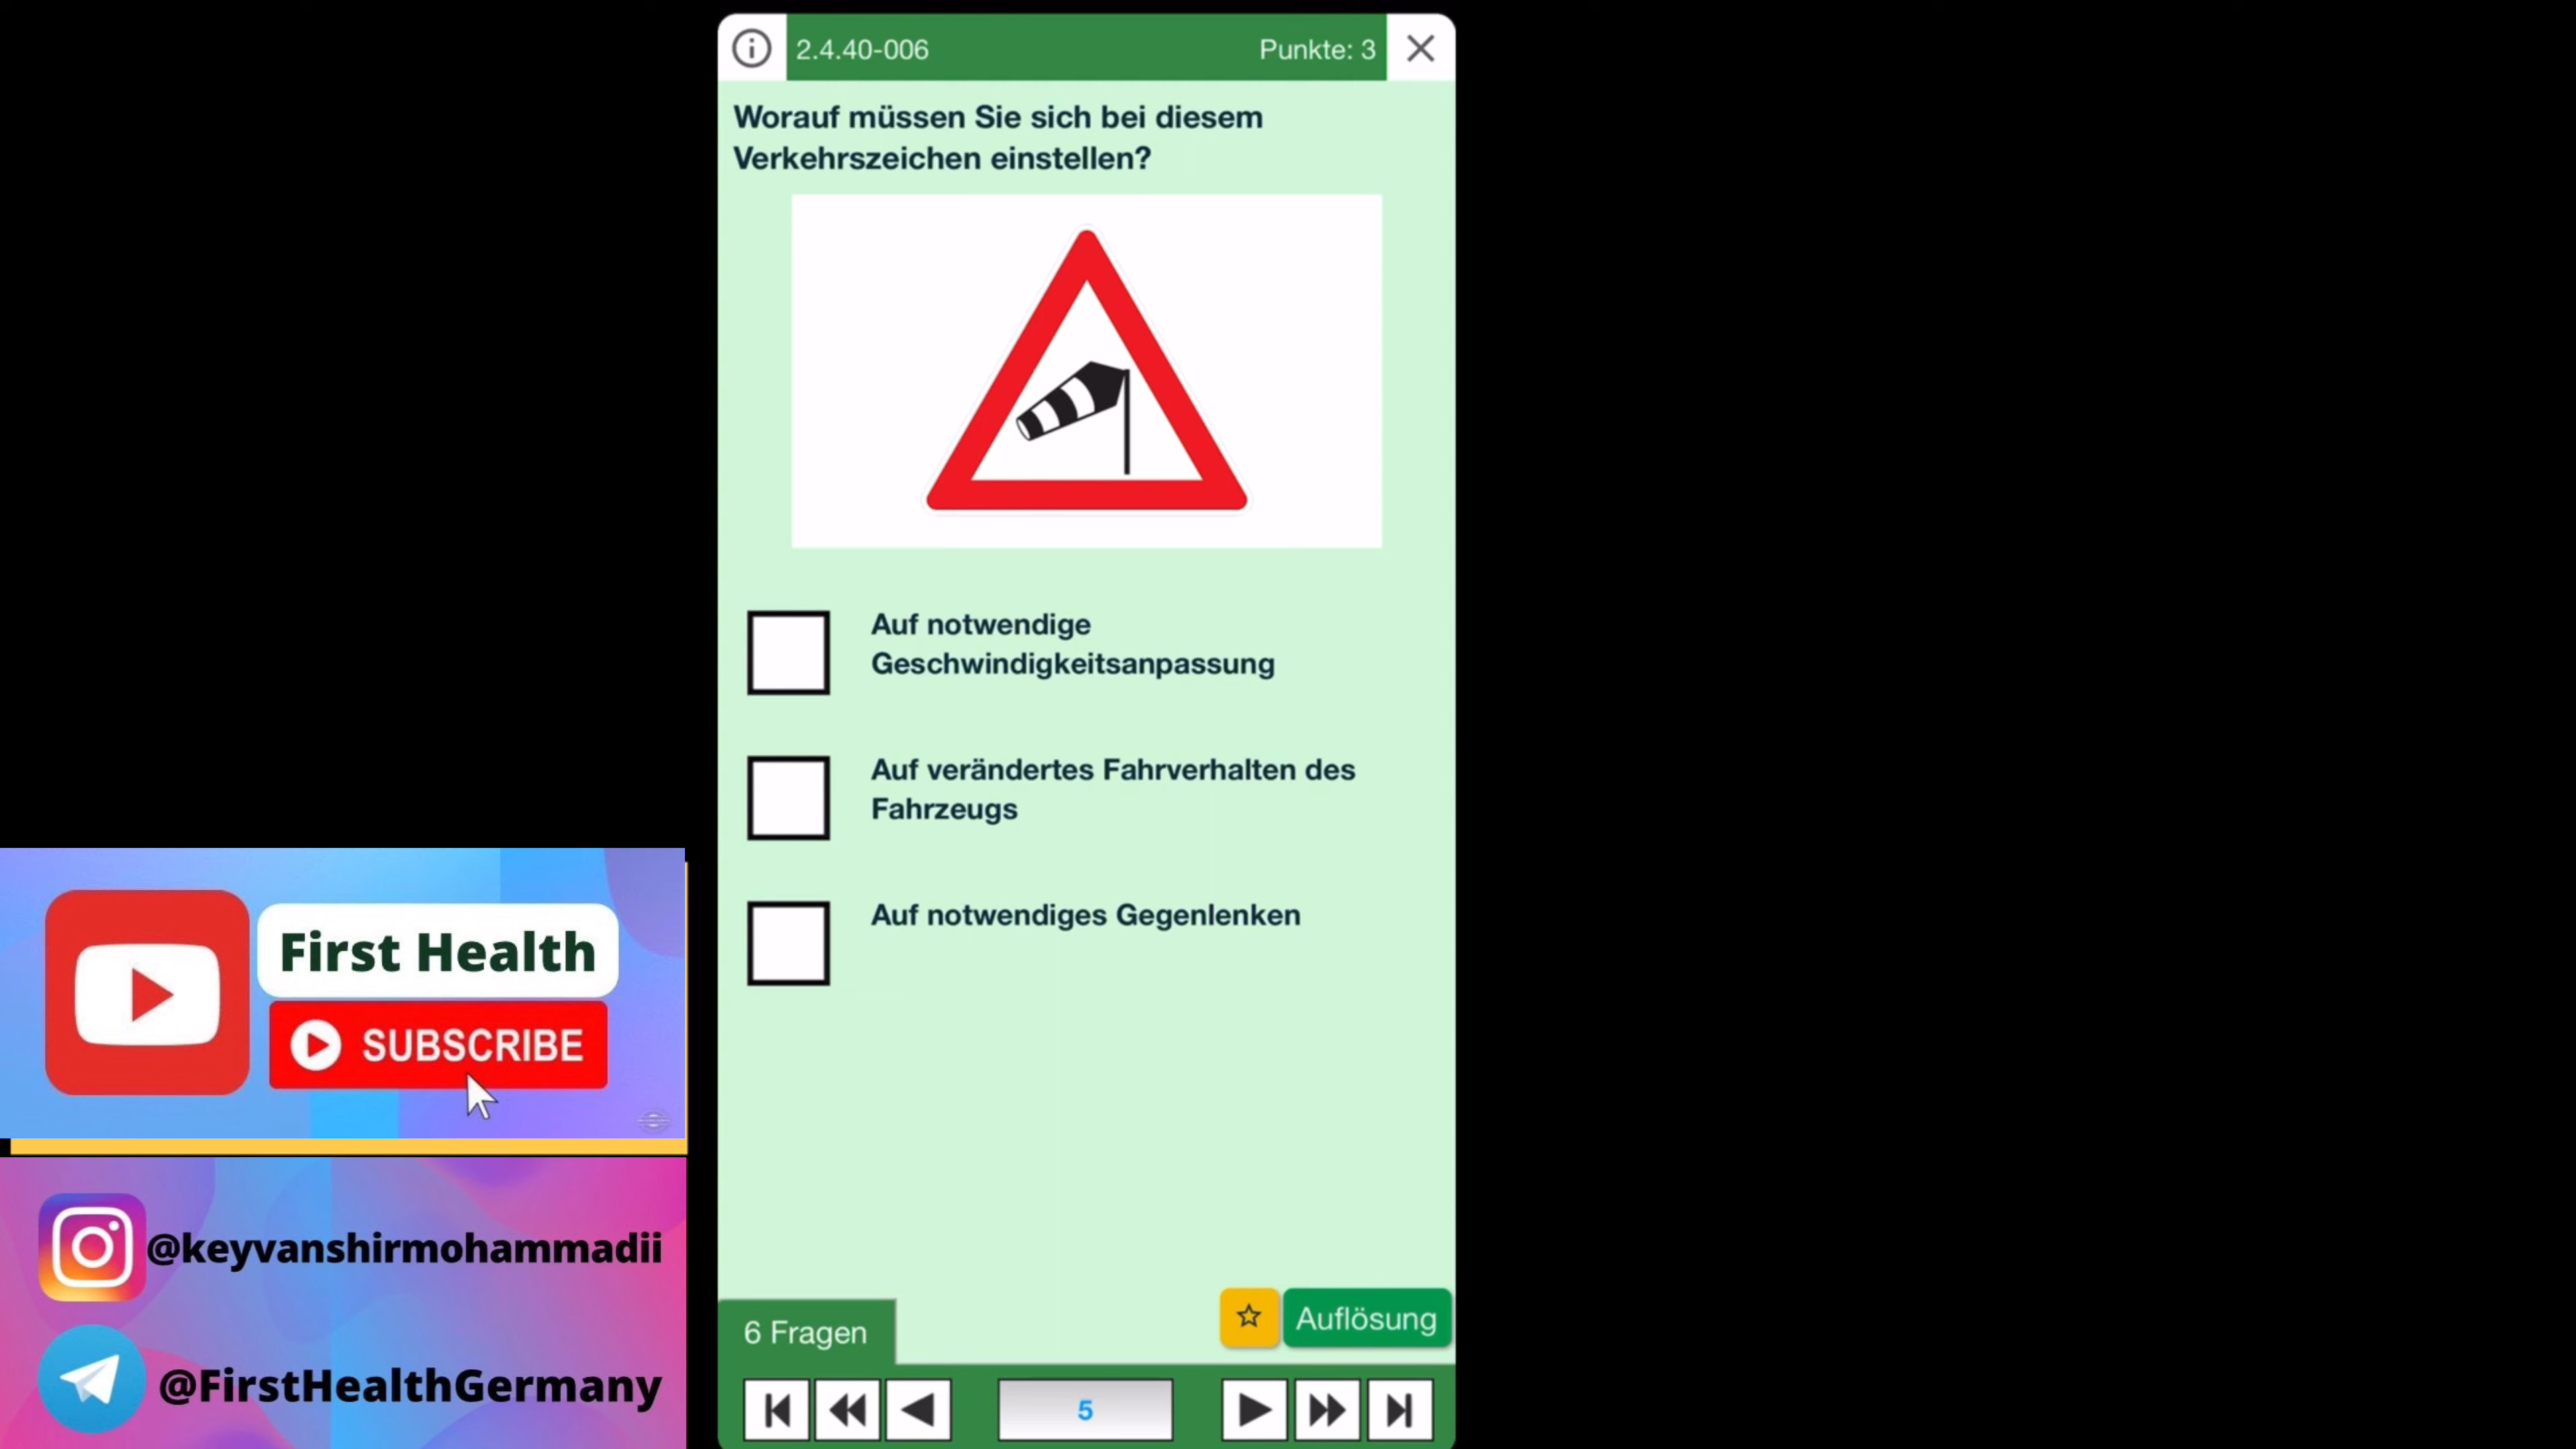 2.4.40-006
Punkte: 3
Worauf müssen Sie sich bei diesem
Verkehrszeichen einstellen?
Auf notwendige
Geschwindigkeitsanpassung
Auf verändertes Fahrverhalten des
Fahrzeugs
Auf notwendiges Gegenlenken
First Health
SUBSCRIBE
@keyvanshirmohammadii
@FirstHealthGermany
6 Fragen
Auflösung
5